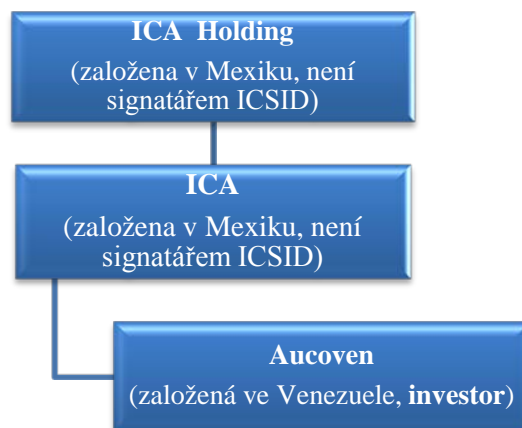 ICA Holding
(založena v Mexiku, není
signatářem ICSID)
ICA
(založena v Mexiku, není
signatářem ICSID)
Aucoven
(založená ve Venezuele, investor)